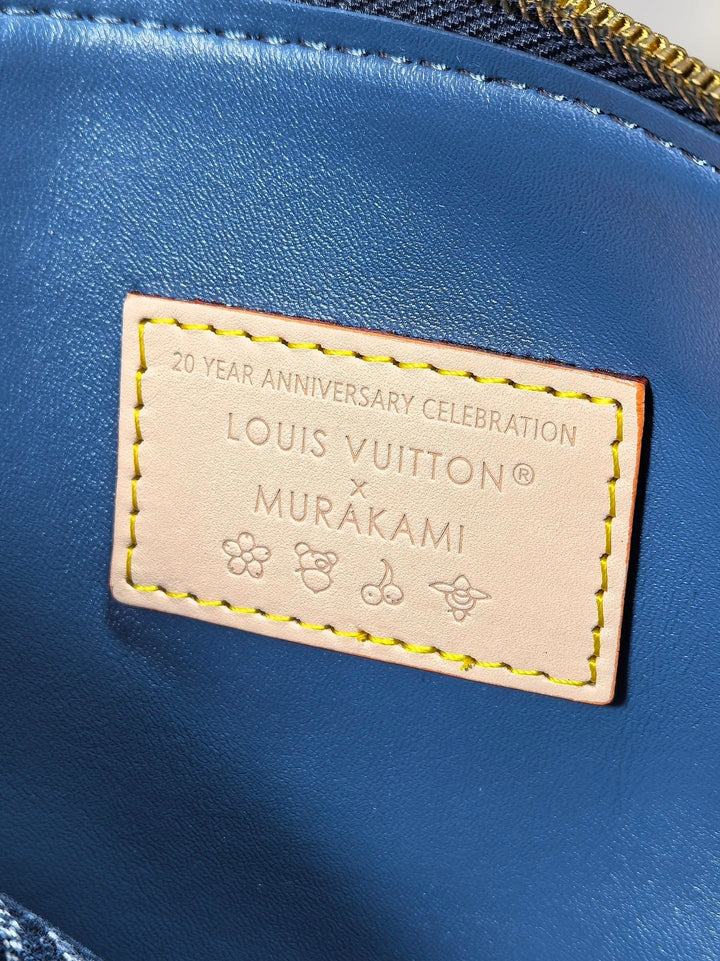 20 YEAR ANNIVERSARY CELEBRATION
LOUIS VUITTON®
x
MURAKAMI